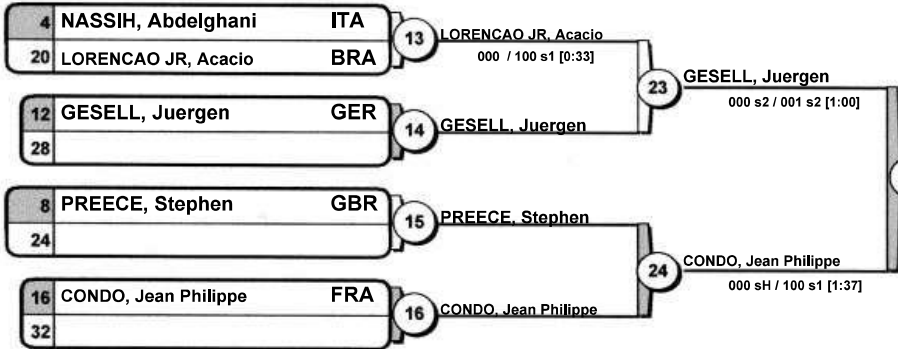 4 NASSIH, Abdelghani ITA
20 LORENCAO JR, Acacio BRA
13 LORENCAO JR, Acacio
000 / 100 s1 [0:33]
12 GESELL, Juergen GER
28
14 GESELL, Juergen
23 GESELL, Juergen
000 s2 / 001 s2 [1:00]
8 PREECE, Stephen GBR
24
15 PREECE, Stephen
16 CONDO, Jean Philippe FRA
32
16 CONDO, Jean Philippe
24 CONDO, Jean Philippe
000 sH / 100 s1 [1:37]